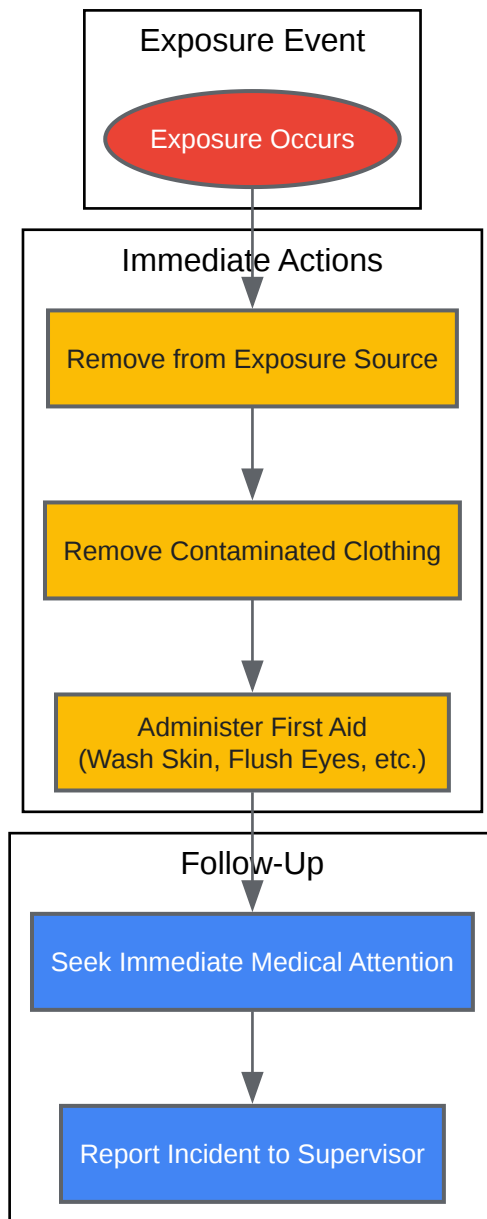 Exposure Event
Exposure Occurs
Immediate Actions
Remove from Exposure Source
Remove Contaminated Clothing
Administer First Aid
(Wash Skin, Flush Eyes, etc.)
Follow-Up
Seek Immediate Medical Attention
Report Incident to Supervisor